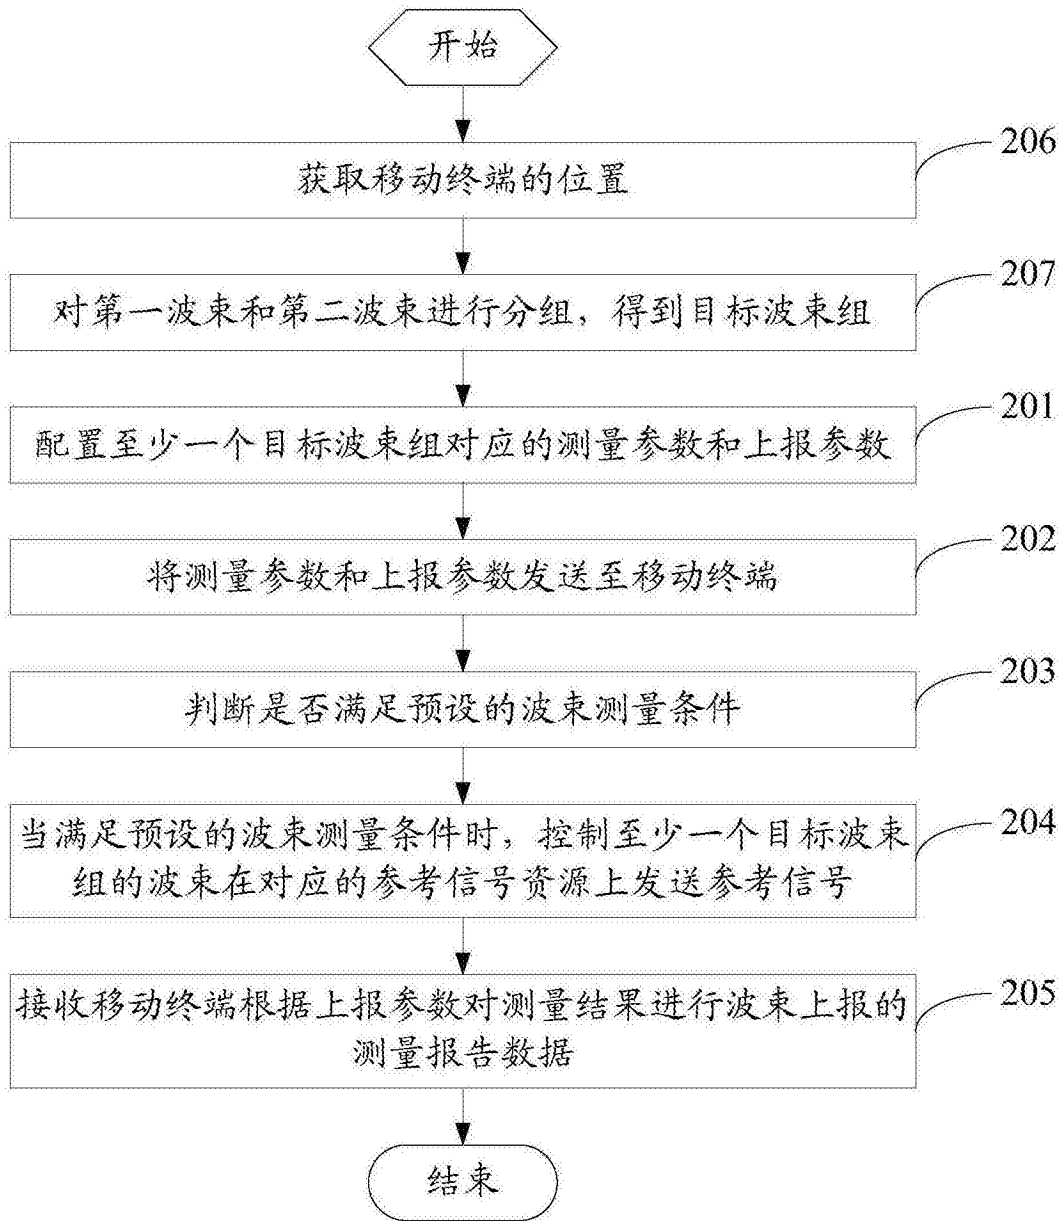 开始
206
获取移动终端的位置
207
对第一波束和第二波束进行分组，得到目标波束组
201
配置至少一个目标波束组对应的测量参数和上报参数
202
将测量参数和上报参数发送至移动终端
203
判断是否满足预设的波束测量条件
204
当满足预设的波束测量条件时，控制至少一个目标波束
组的波束在对应的参考信号资源上发送参考信号
205
接收移动终端根据上报参数对测量结果进行波束上报的
测量报告数据
结束